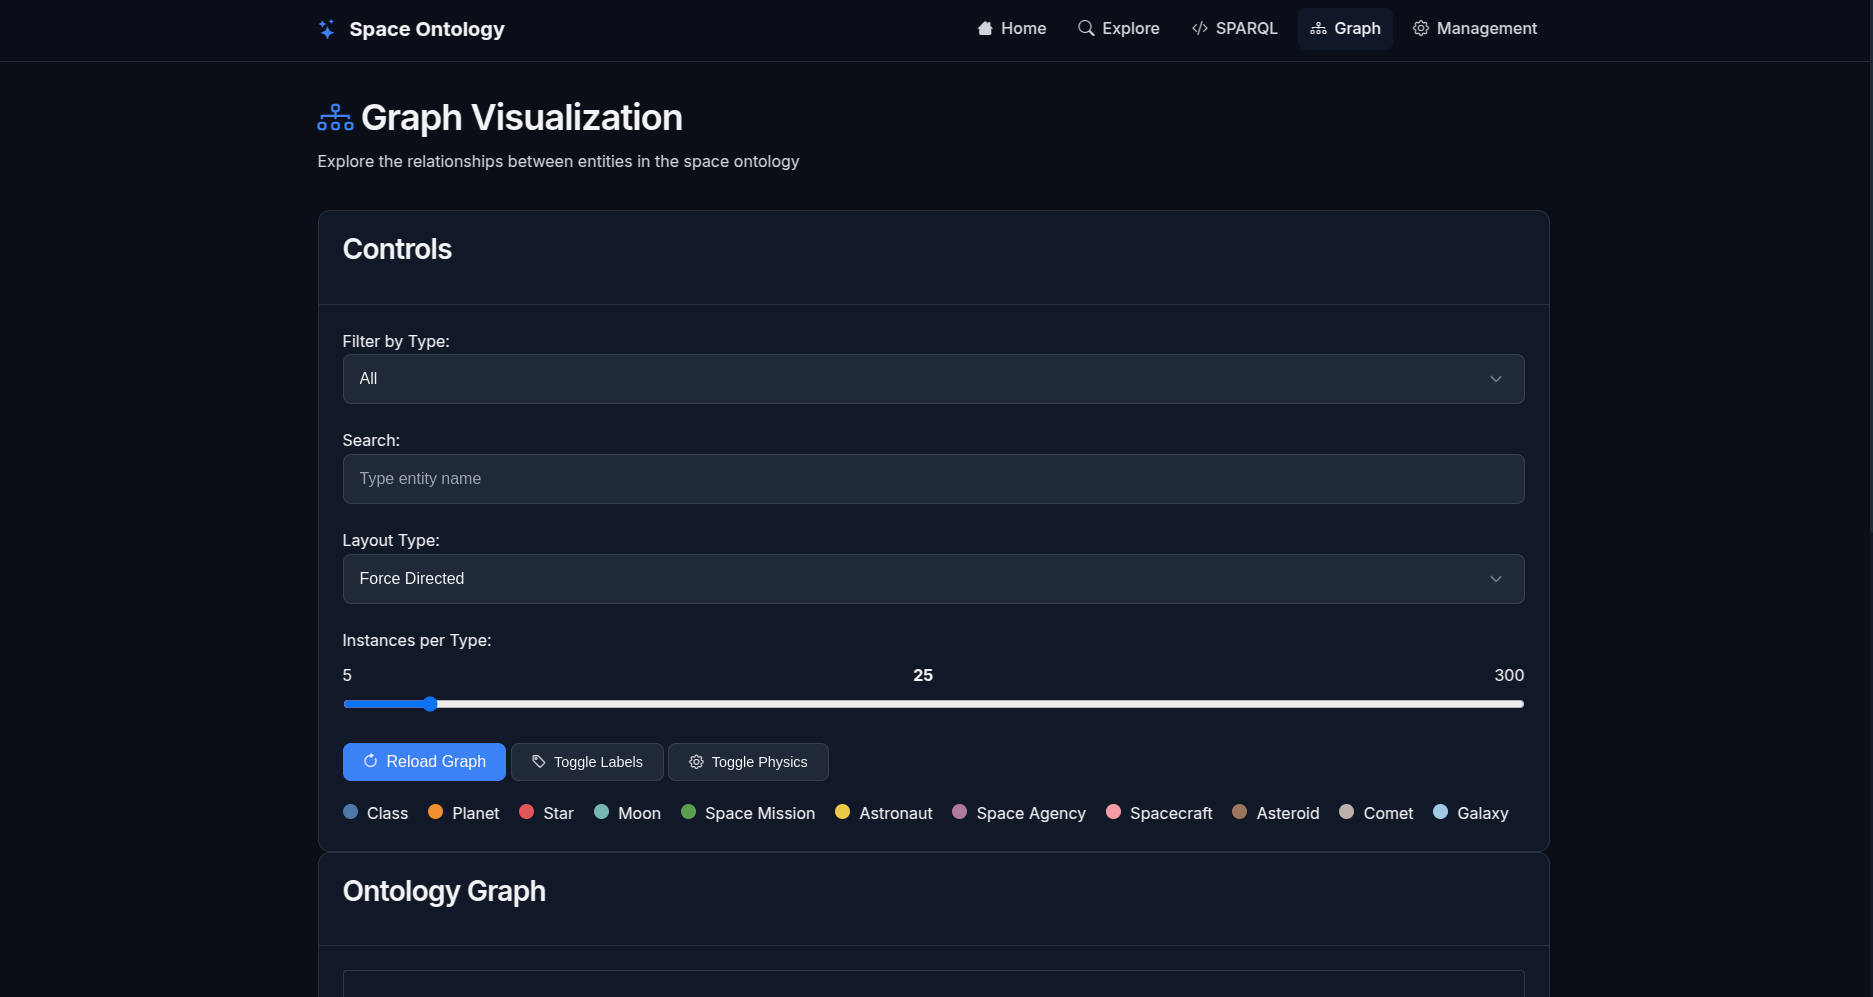 Space Ontology
Home
Explore
SPARQL
Graph
Management
Graph Visualization
Explore the relationships between entities in the space ontology
Controls
Filter by Type:
All
Search:
Type entity name
Layout Type:
Force Directed
Instances per Type:
5 25 300
Reload Graph
Toggle Labels
Toggle Physics
Class
Planet
Star
Moon
Space Mission
Astronaut
Space Agency
Spacecraft
Asteroid
Comet
Galaxy
Ontology Graph